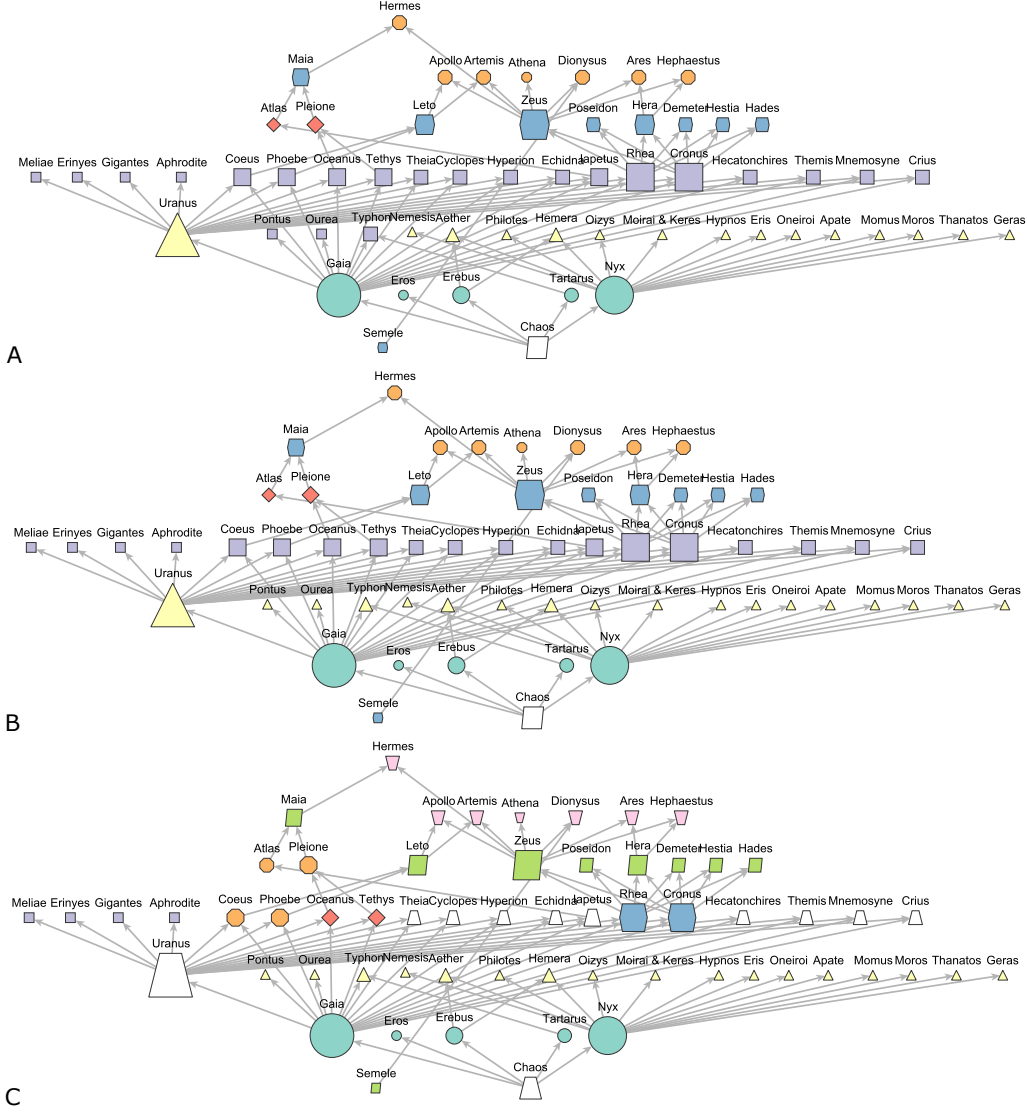 Hermes
Maia Apollo Artemis Athena Dionysus Ares Hephaestus
Atlas Pleione Leto Zeus Poseidon Hera Demeter Hestia Hades
Meliae Erinyes Gigantes Aphrodite Coeus Phoebe Oceanus Tethys Theia Cyclopes Hyperion Echidna Iapetus Rhea Cronus Hecatonchires Themis Mnemosyne Crius
Uranus Pontus Ourea Typhon Nemesis Aether Philotes Hemera Oizys Moirai & Keres Hypnos Eris Oneiroi Apate Momus Moros Thanatos Geras
Gaia Eros Erebus Tartarus Nyx
Semele Chaos
A
Hermes
Maia Apollo Artemis Athena Dionysus Ares Hephaestus
Atlas Pleione Leto Zeus Poseidon Hera Demeter Hestia Hades
Meliae Erinyes Gigantes Aphrodite Coeus Phoebe Oceanus Tethys Theia Cyclopes Hyperion Echidna Iapetus Rhea Cronus Hecatonchires Themis Mnemosyne Crius
Uranus Pontus Ourea Typhon Nemesis Aether Philotes Hemera Oizys Moirai & Keres Hypnos Eris Oneiroi Apate Momus Moros Thanatos Geras
Gaia Eros Erebus Tartarus Nyx
Semele Chaos
B
Hermes
Maia Apollo Artemis Athena Dionysus Ares Hephaestus
Atlas Pleione Leto Zeus Poseidon Hera Demeter Hestia Hades
Meliae Erinyes Gigantes Aphrodite Coeus Phoebe Oceanus Tethys Theia Cyclopes Hyperion Echidna Iapetus Rhea Cronus Hecatonchires Themis Mnemosyne Crius
Uranus Pontus Ourea Typhon Nemesis Aether Philotes Hemera Oizys Moirai & Keres Hypnos Eris Oneiroi Apate Momus Moros Thanatos Geras
Gaia Eros Erebus Tartarus Nyx
Semele Chaos
C